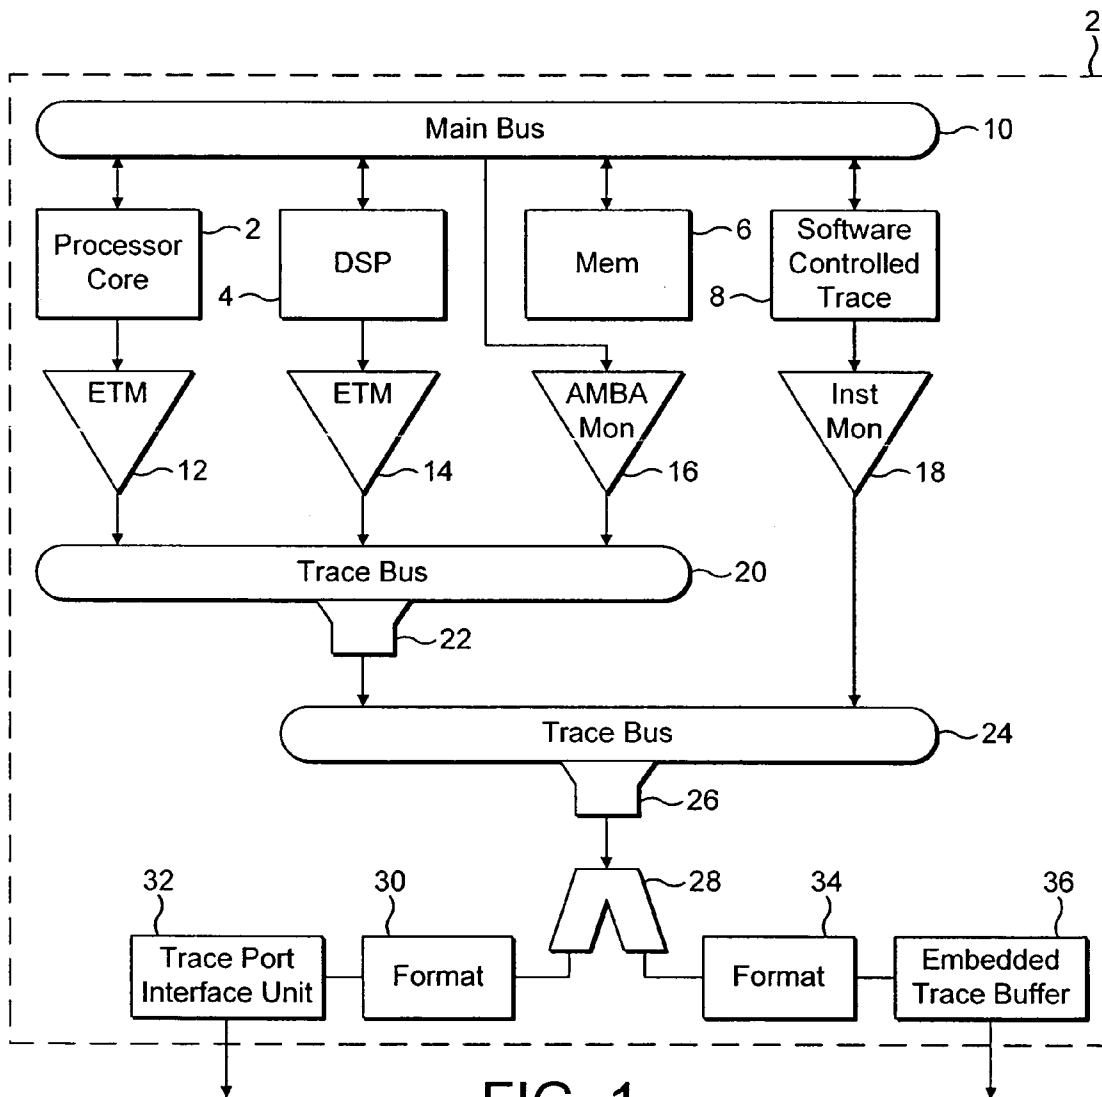 2
Main Bus
10
Processor
Core
2
DSP
4
Mem
6
Software
Controlled
Trace
8
ETM
12
ETM
14
AMBA
Mon
16
Inst
Mon
18
Trace Bus
20
22
Trace Bus
24
26
28
32
30
34
36
Trace Port
Interface Unit
Format
Format
Embedded
Trace Buffer
FIG. 1